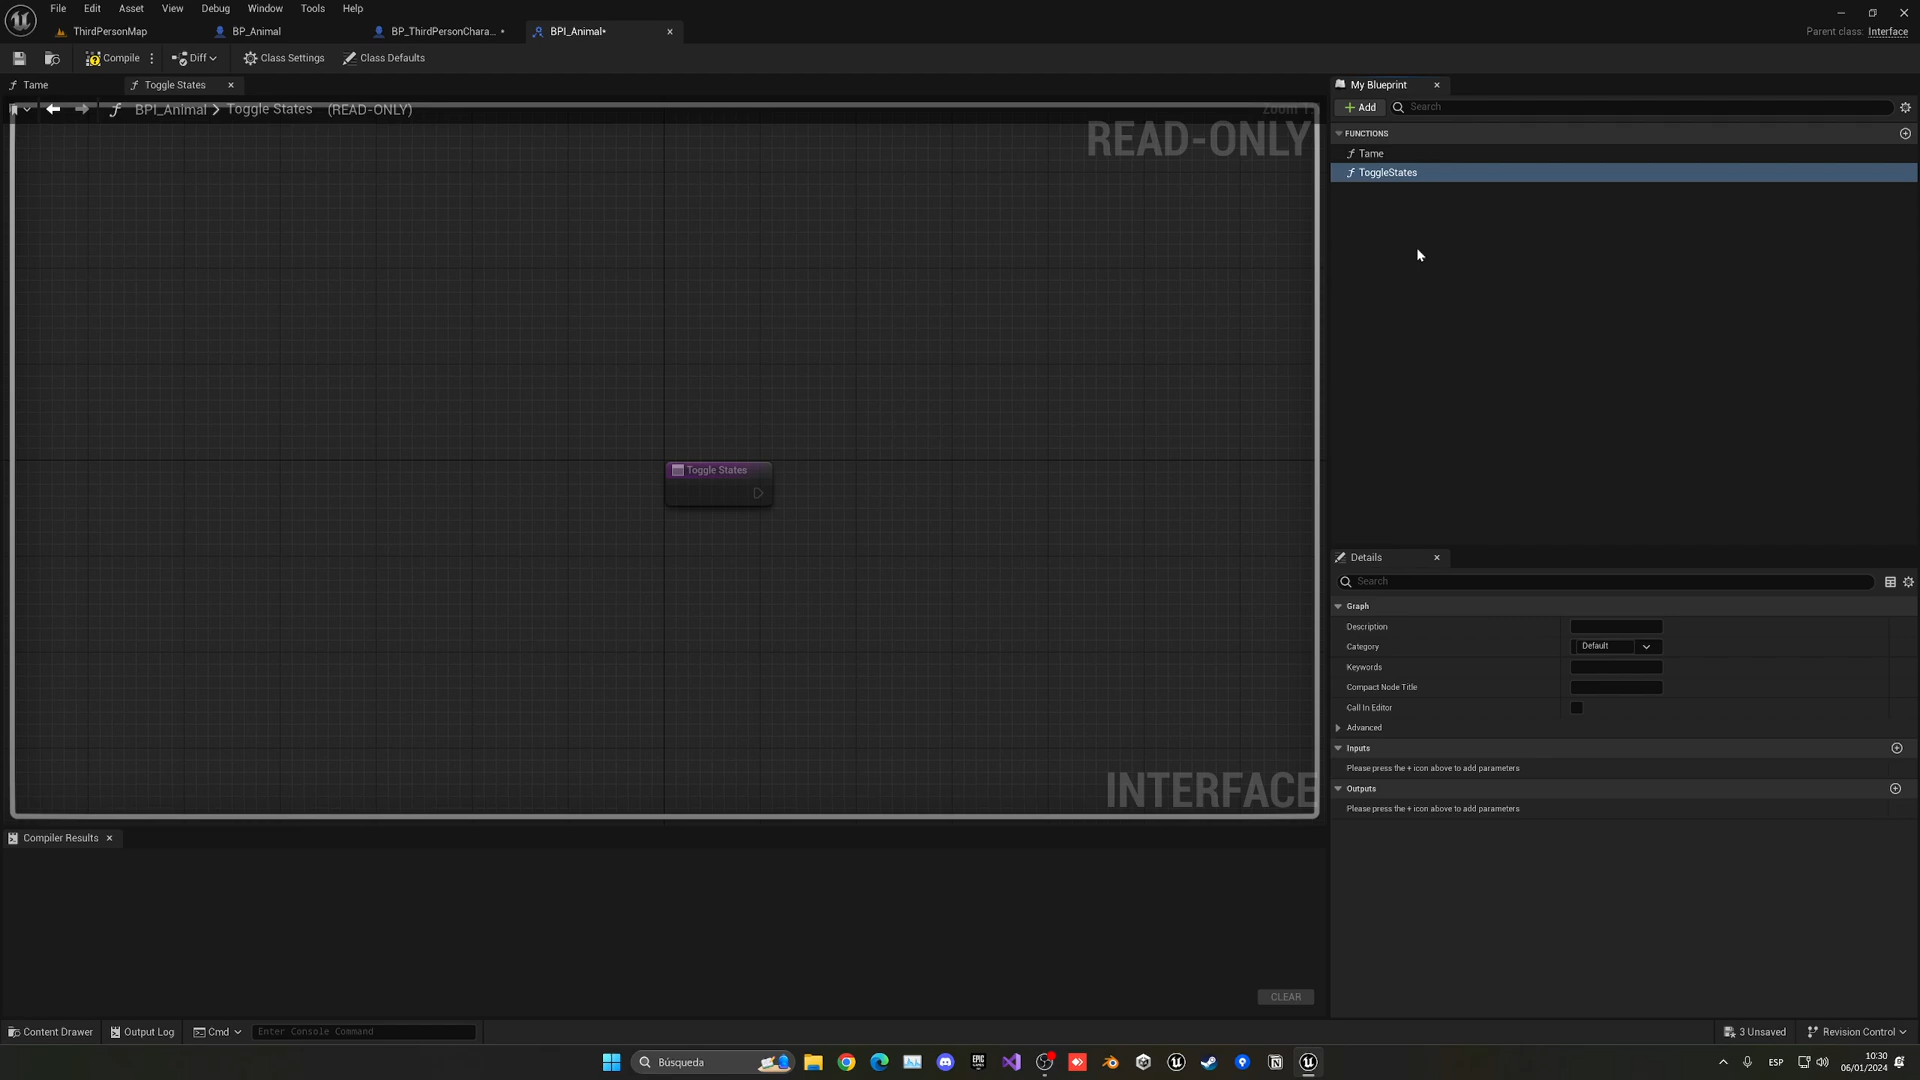 File Edit Asset View Debug Window Tools Help
ThirdPersonMap BP_Animal BP_ThirdPersonChara... * BPI_Animal*
Parent class: Interface
Compile Diff Class Settings Class Defaults
Tame Toggle States
BPI_Animal > Toggle States (READ-ONLY)
READ-ONLY
Toggle States
INTERFACE
My Blueprint
Add Search
FUNCTIONS
Tame
ToggleStates
Details
Search
Graph
Description
Category Default
Keywords
Compact Node Title
Call In Editor
Advanced
Inputs
Please press the + icon above to add parameters
Outputs
Please press the + icon above to add parameters
Compiler Results
CLEAR
Content Drawer Output Log Cmd Enter Console Command 3 Unsaved Revision Control
Búsqueda
EPIC GAMES
ESP
10:30
06/01/2024